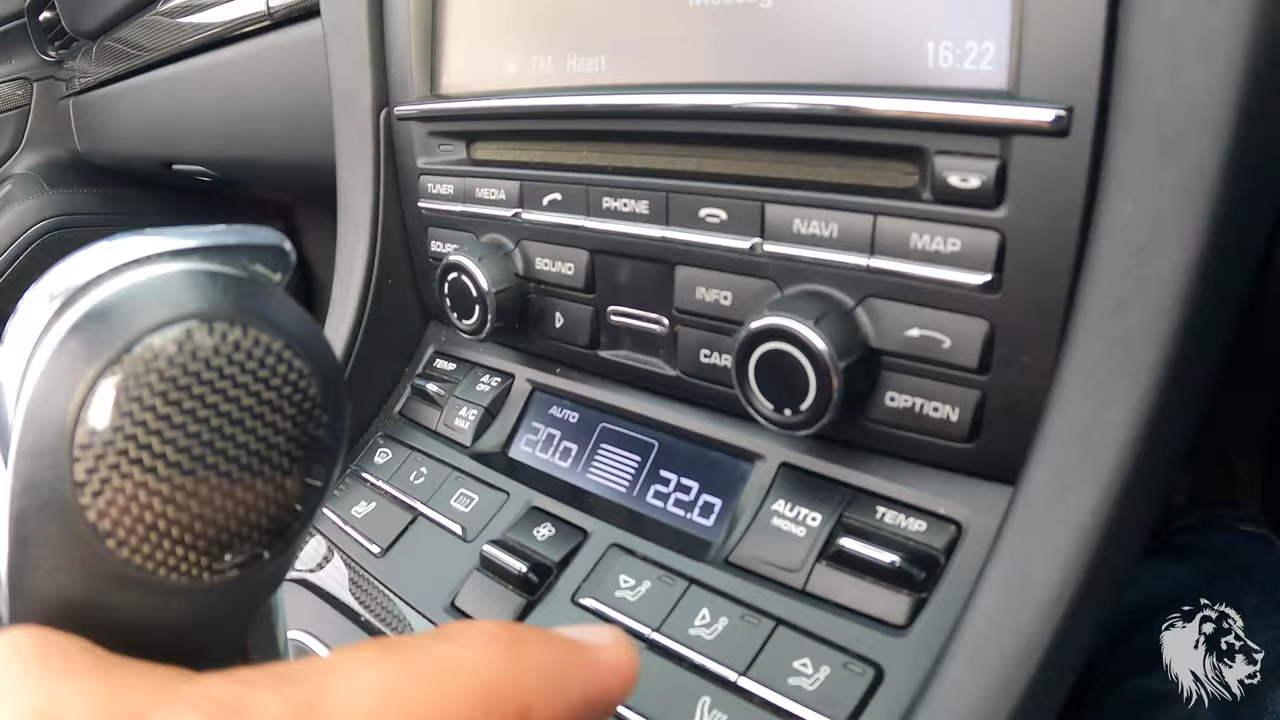 16:22
FM Heart
TUNER MEDIA PHONE NAVI MAP
SOUND INFO
CAR OPTION
TEMP A/C OFF
A/C MAX
AUTO
20.0 22.0
AUTO MONO
TEMP